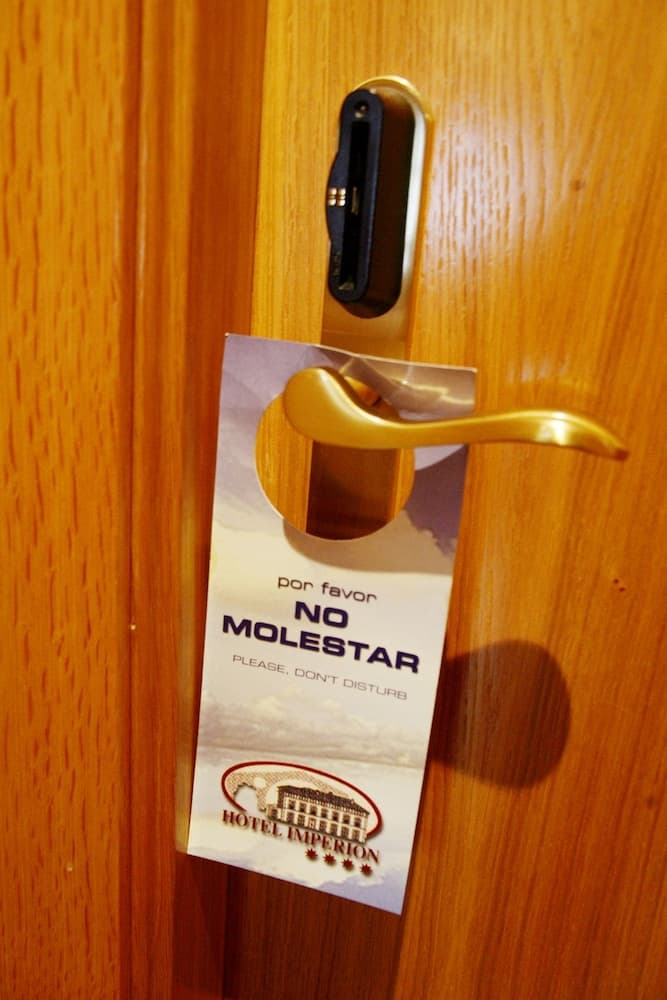 por favor
NO
MOLESTAR
PLEASE, DON'T DISTURB
HOTEL IMPERION